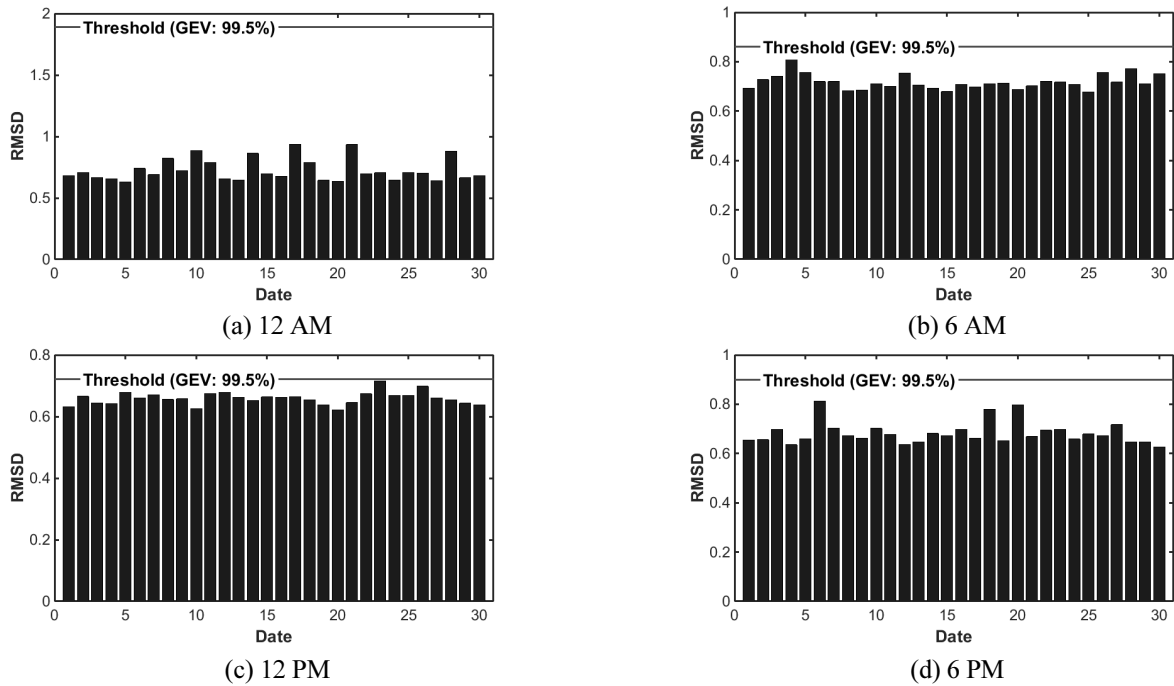 2
Threshold (GEV: 99.5%)
1.5
1
0.5
0
RMSD
0 5 10 15 20 25 30
Date
(a) 12 AM
1
Threshold (GEV: 99.5%)
0.8
0.6
0.4
0.2
0
RMSD
0 5 10 15 20 25 30
Date
(b) 6 AM
0.8
Threshold (GEV: 99.5%)
0.6
0.4
0.2
0
RMSD
0 5 10 15 20 25 30
Date
(c) 12 PM
1
Threshold (GEV: 99.5%)
0.8
0.6
0.4
0.2
0
RMSD
0 5 10 15 20 25 30
Date
(d) 6 PM